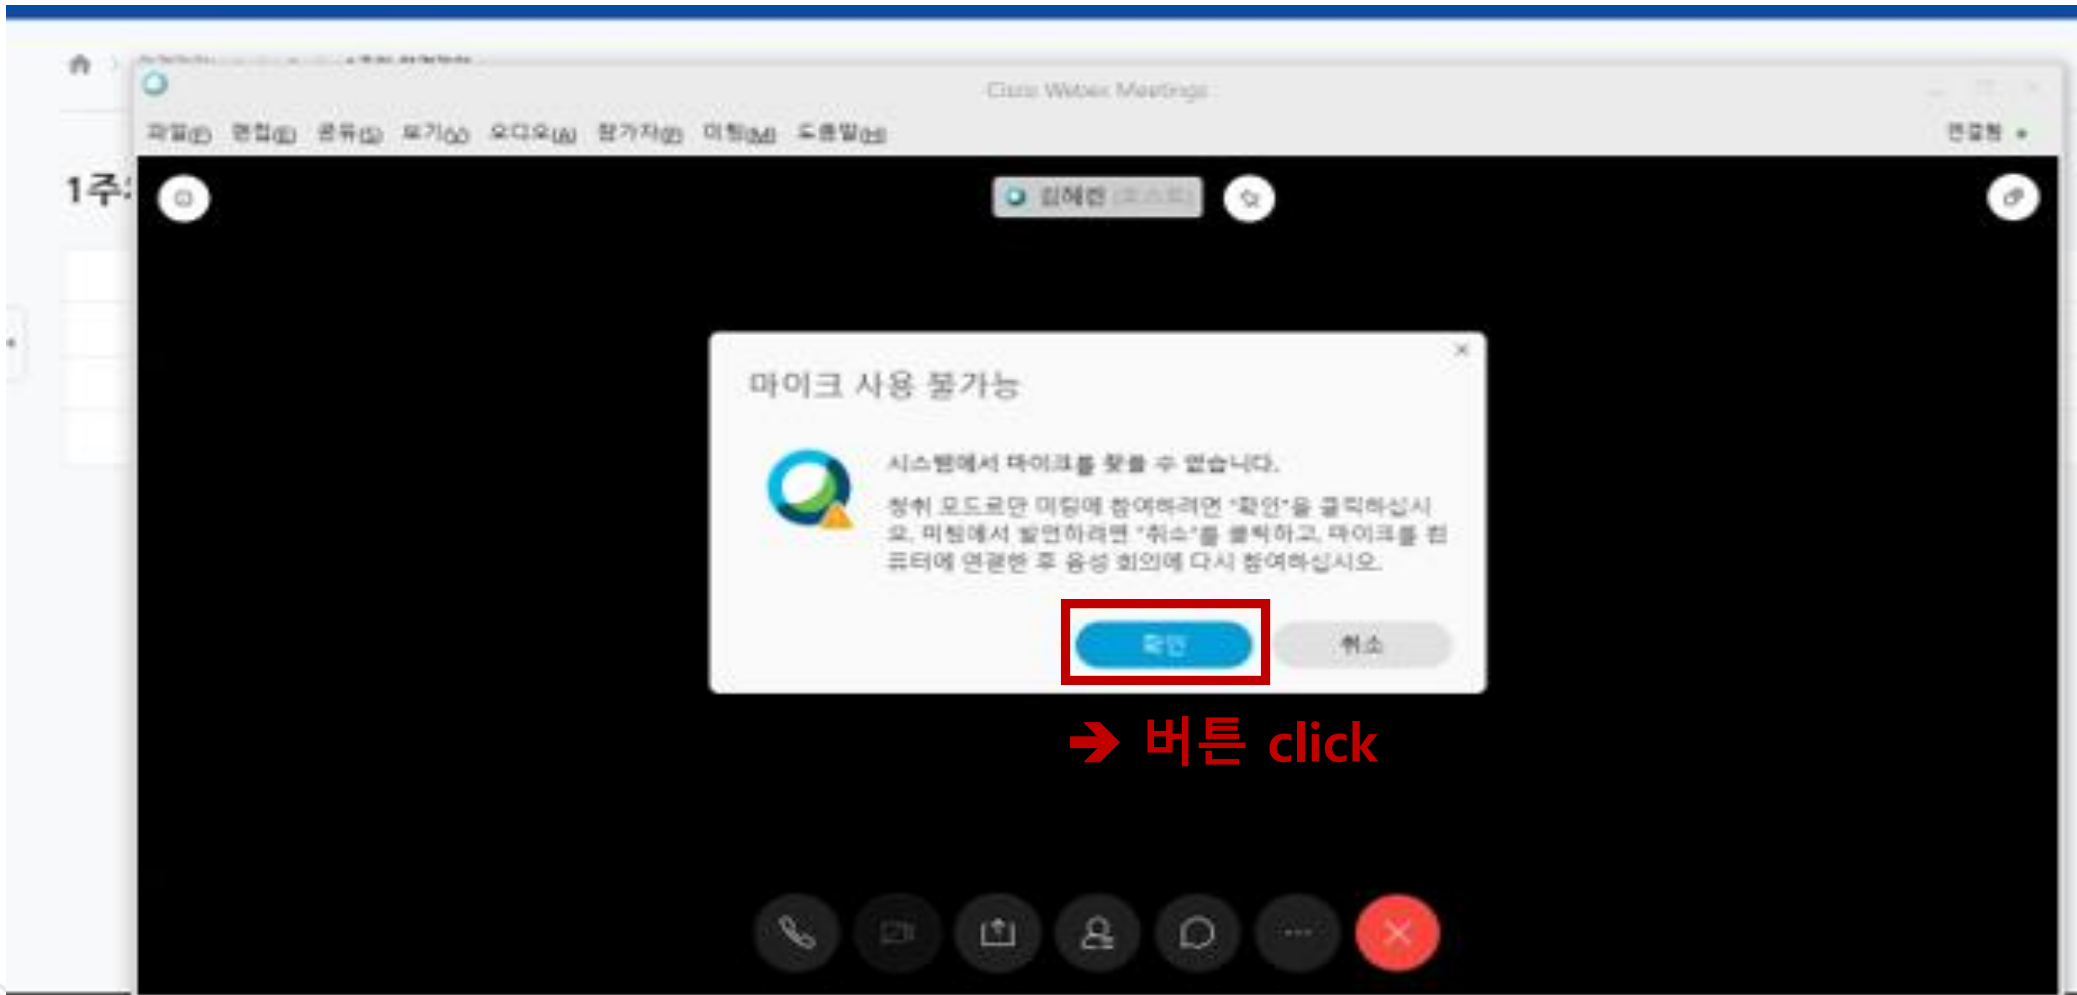 Cisco Webex Meetings
파일(F) 편집(E) 공유(S) 보기(V) 오디오(A) 참가자(P) 미팅(M) 도움말(H)
연결됨
1주
김혜란 (호스트)
마이크 사용 불가능
시스템에서 마이크를 찾을 수 없습니다.
청취 모드로만 미팅에 참여하려면 "확인"을 클릭하십시
오. 미팅에서 발언하려면 "취소"를 클릭하고, 마이크를 컴
퓨터에 연결한 후 음성 회의에 다시 참여하십시오.
확인 취소
➔ 버튼 click